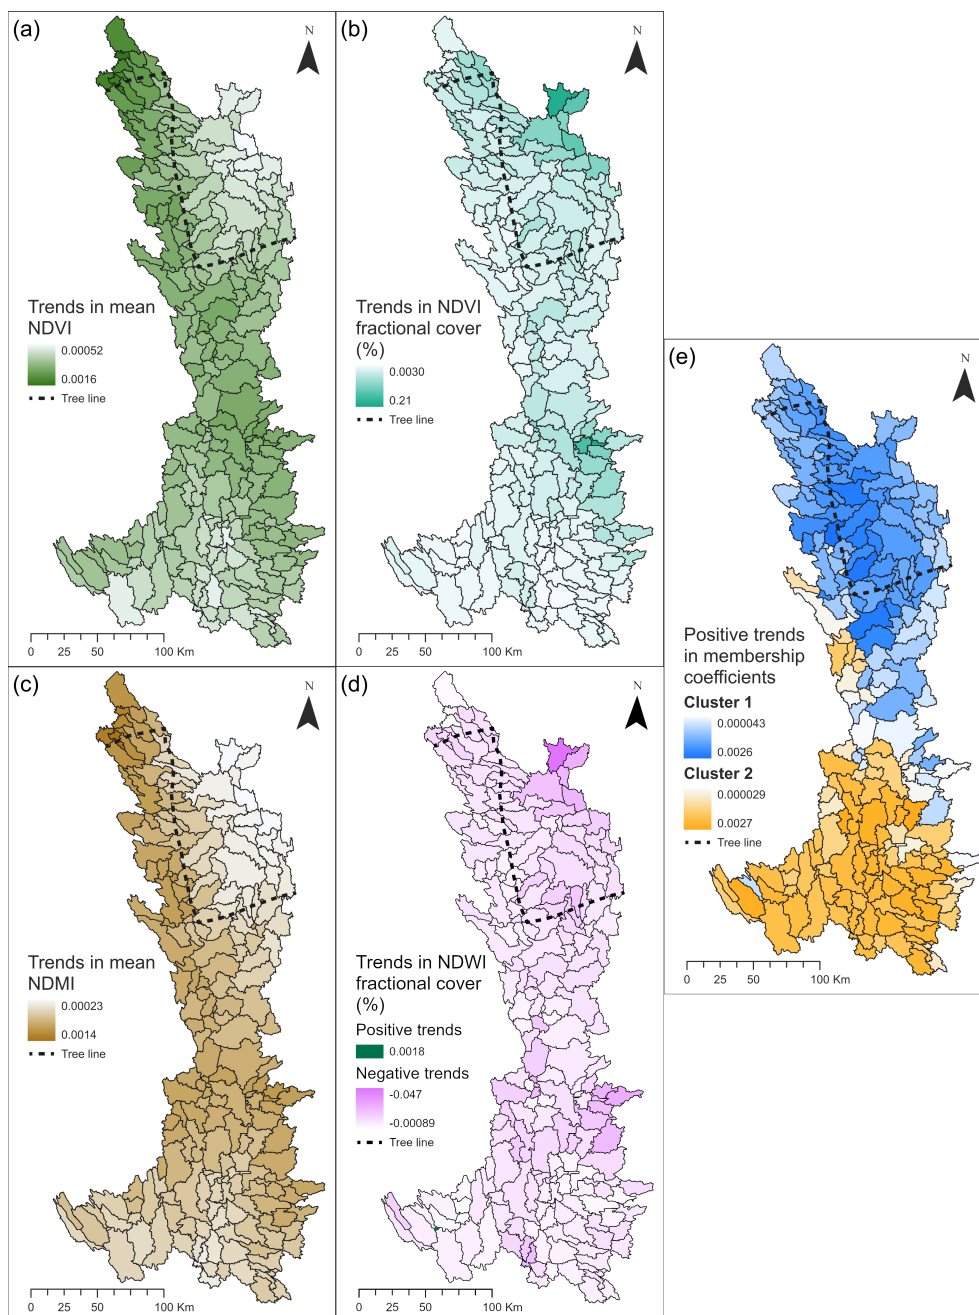 (a)
N
Trends in mean
NDVI
0.00052
0.0016
Tree line
0 25 50 100 Km
(b)
N
Trends in NDVI
fractional cover
(%)
0.0030
0.21
Tree line
0 25 50 100 Km
(c)
N
Trends in mean
NDMI
0.00023
0.0014
Tree line
0 25 50 100 Km
(d)
N
Trends in NDWI
fractional cover
(%)
Positive trends
0.0018
Negative trends
-0.047
-0.00089
Tree line
0 25 50 100 Km
(e)
N
Positive trends
in membership
coefficients
Cluster 1
0.000043
0.0026
Cluster 2
0.000029
0.0027
Tree line
0 25 50 100 Km